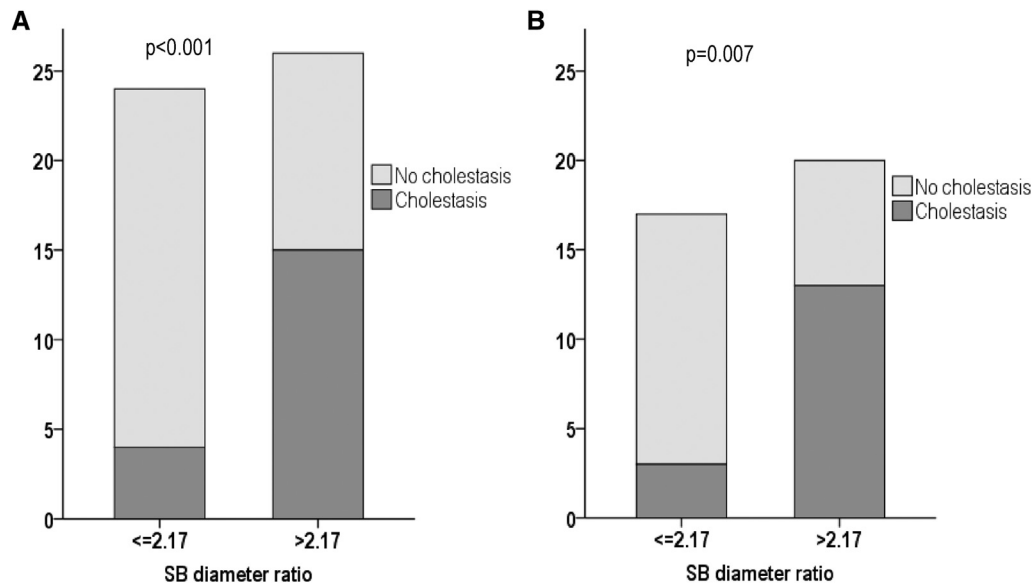 A
p<0.001
25
20
15
10
5
0
No cholestasis
Cholestasis
<=2.17 >2.17
SB diameter ratio
B
p=0.007
25
20
15
10
5
0
No cholestasis
Cholestasis
<=2.17 >2.17
SB diameter ratio